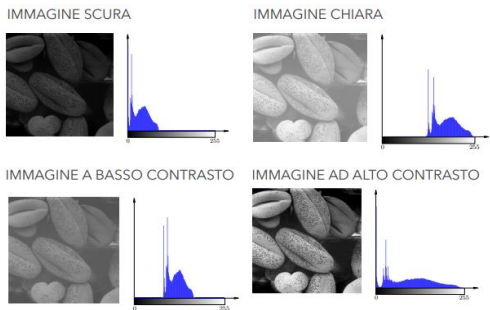 IMMAGINE SCURA
IMMAGINE CHIARA
0 255
0 255
IMMAGINE A BASSO CONTRASTO
IMMAGINE AD ALTO CONTRASTO
0 255
0 255